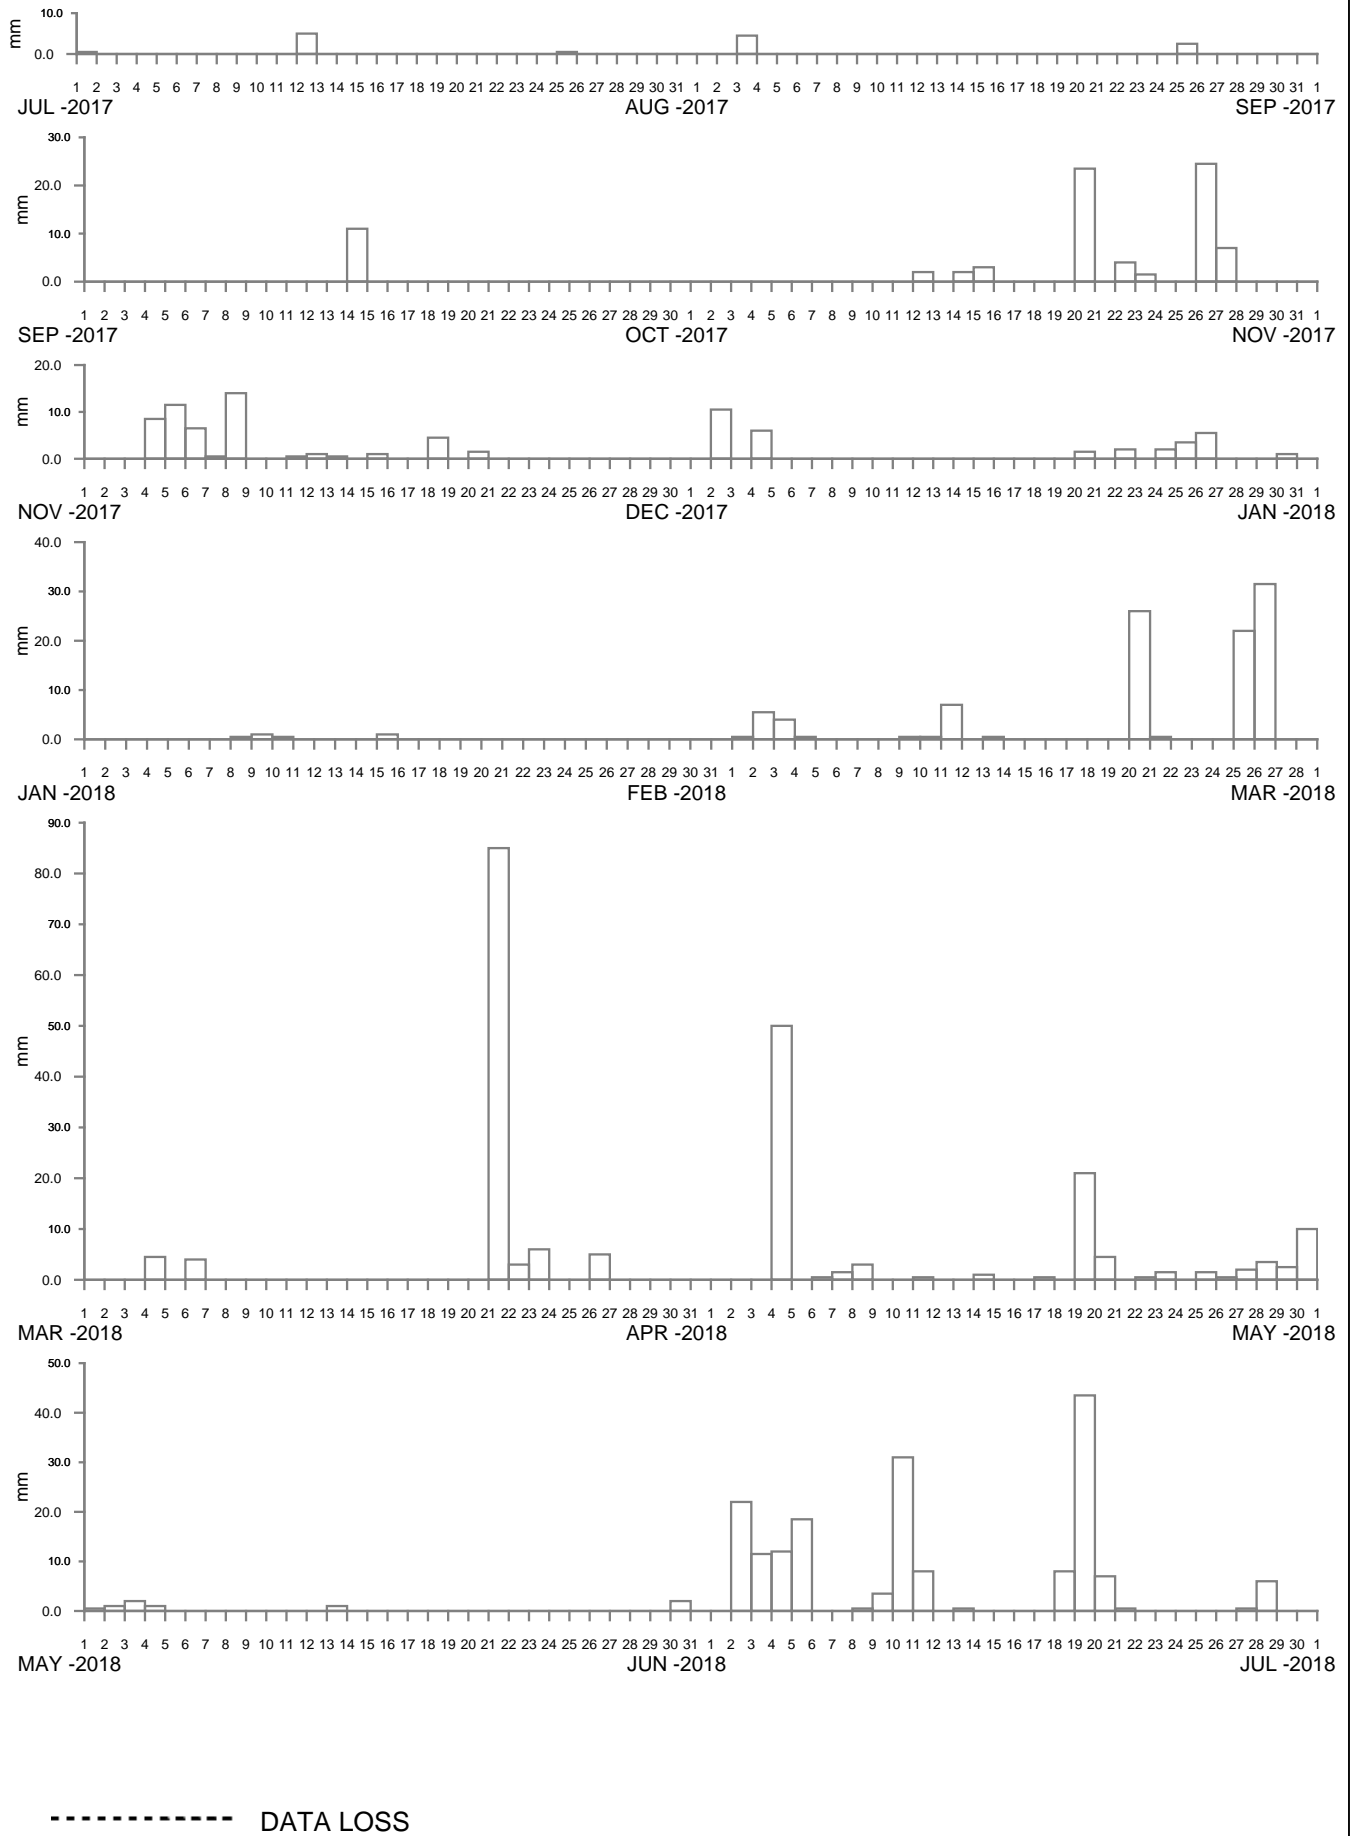 10.0
mm
0.0
1 2 3 4 5 6 7 8 9 10 11 12 13 14 15 16 17 18 19 20 21 22 23 24 25 26 27 28 29 30 31 1 2 3 4 5 6 7 8 9 10 11 12 13 14 15 16 17 18 19 20 21 22 23 24 25 26 27 28 29 30 31 1
JUL -2017 AUG -2017 SEP -2017
30.0
20.0
mm
10.0
0.0
1 2 3 4 5 6 7 8 9 10 11 12 13 14 15 16 17 18 19 20 21 22 23 24 25 26 27 28 29 30 1 2 3 4 5 6 7 8 9 10 11 12 13 14 15 16 17 18 19 20 21 22 23 24 25 26 27 28 29 30 31 1
SEP -2017 OCT -2017 NOV -2017
20.0
mm
10.0
0.0
1 2 3 4 5 6 7 8 9 10 11 12 13 14 15 16 17 18 19 20 21 22 23 24 25 26 27 28 29 30 1 2 3 4 5 6 7 8 9 10 11 12 13 14 15 16 17 18 19 20 21 22 23 24 25 26 27 28 29 30 31 1
NOV -2017 DEC -2017 JAN -2018
40.0
30.0
mm
20.0
10.0
0.0
1 2 3 4 5 6 7 8 9 10 11 12 13 14 15 16 17 18 19 20 21 22 23 24 25 26 27 28 29 30 31 1 2 3 4 5 6 7 8 9 10 11 12 13 14 15 16 17 18 19 20 21 22 23 24 25 26 27 28 1
JAN -2018 FEB -2018 MAR -2018
90.0
80.0
70.0
60.0
50.0
mm
40.0
30.0
20.0
10.0
0.0
1 2 3 4 5 6 7 8 9 10 11 12 13 14 15 16 17 18 19 20 21 22 23 24 25 26 27 28 29 30 31 1 2 3 4 5 6 7 8 9 10 11 12 13 14 15 16 17 18 19 20 21 22 23 24 25 26 27 28 29 30 1
MAR -2018 APR -2018 MAY -2018
50.0
40.0
30.0
mm
20.0
10.0
0.0
1 2 3 4 5 6 7 8 9 10 11 12 13 14 15 16 17 18 19 20 21 22 23 24 25 26 27 28 29 30 31 1 2 3 4 5 6 7 8 9 10 11 12 13 14 15 16 17 18 19 20 21 22 23 24 25 26 27 28 29 30 1
MAY -2018 JUN -2018 JUL -2018
DATA LOSS